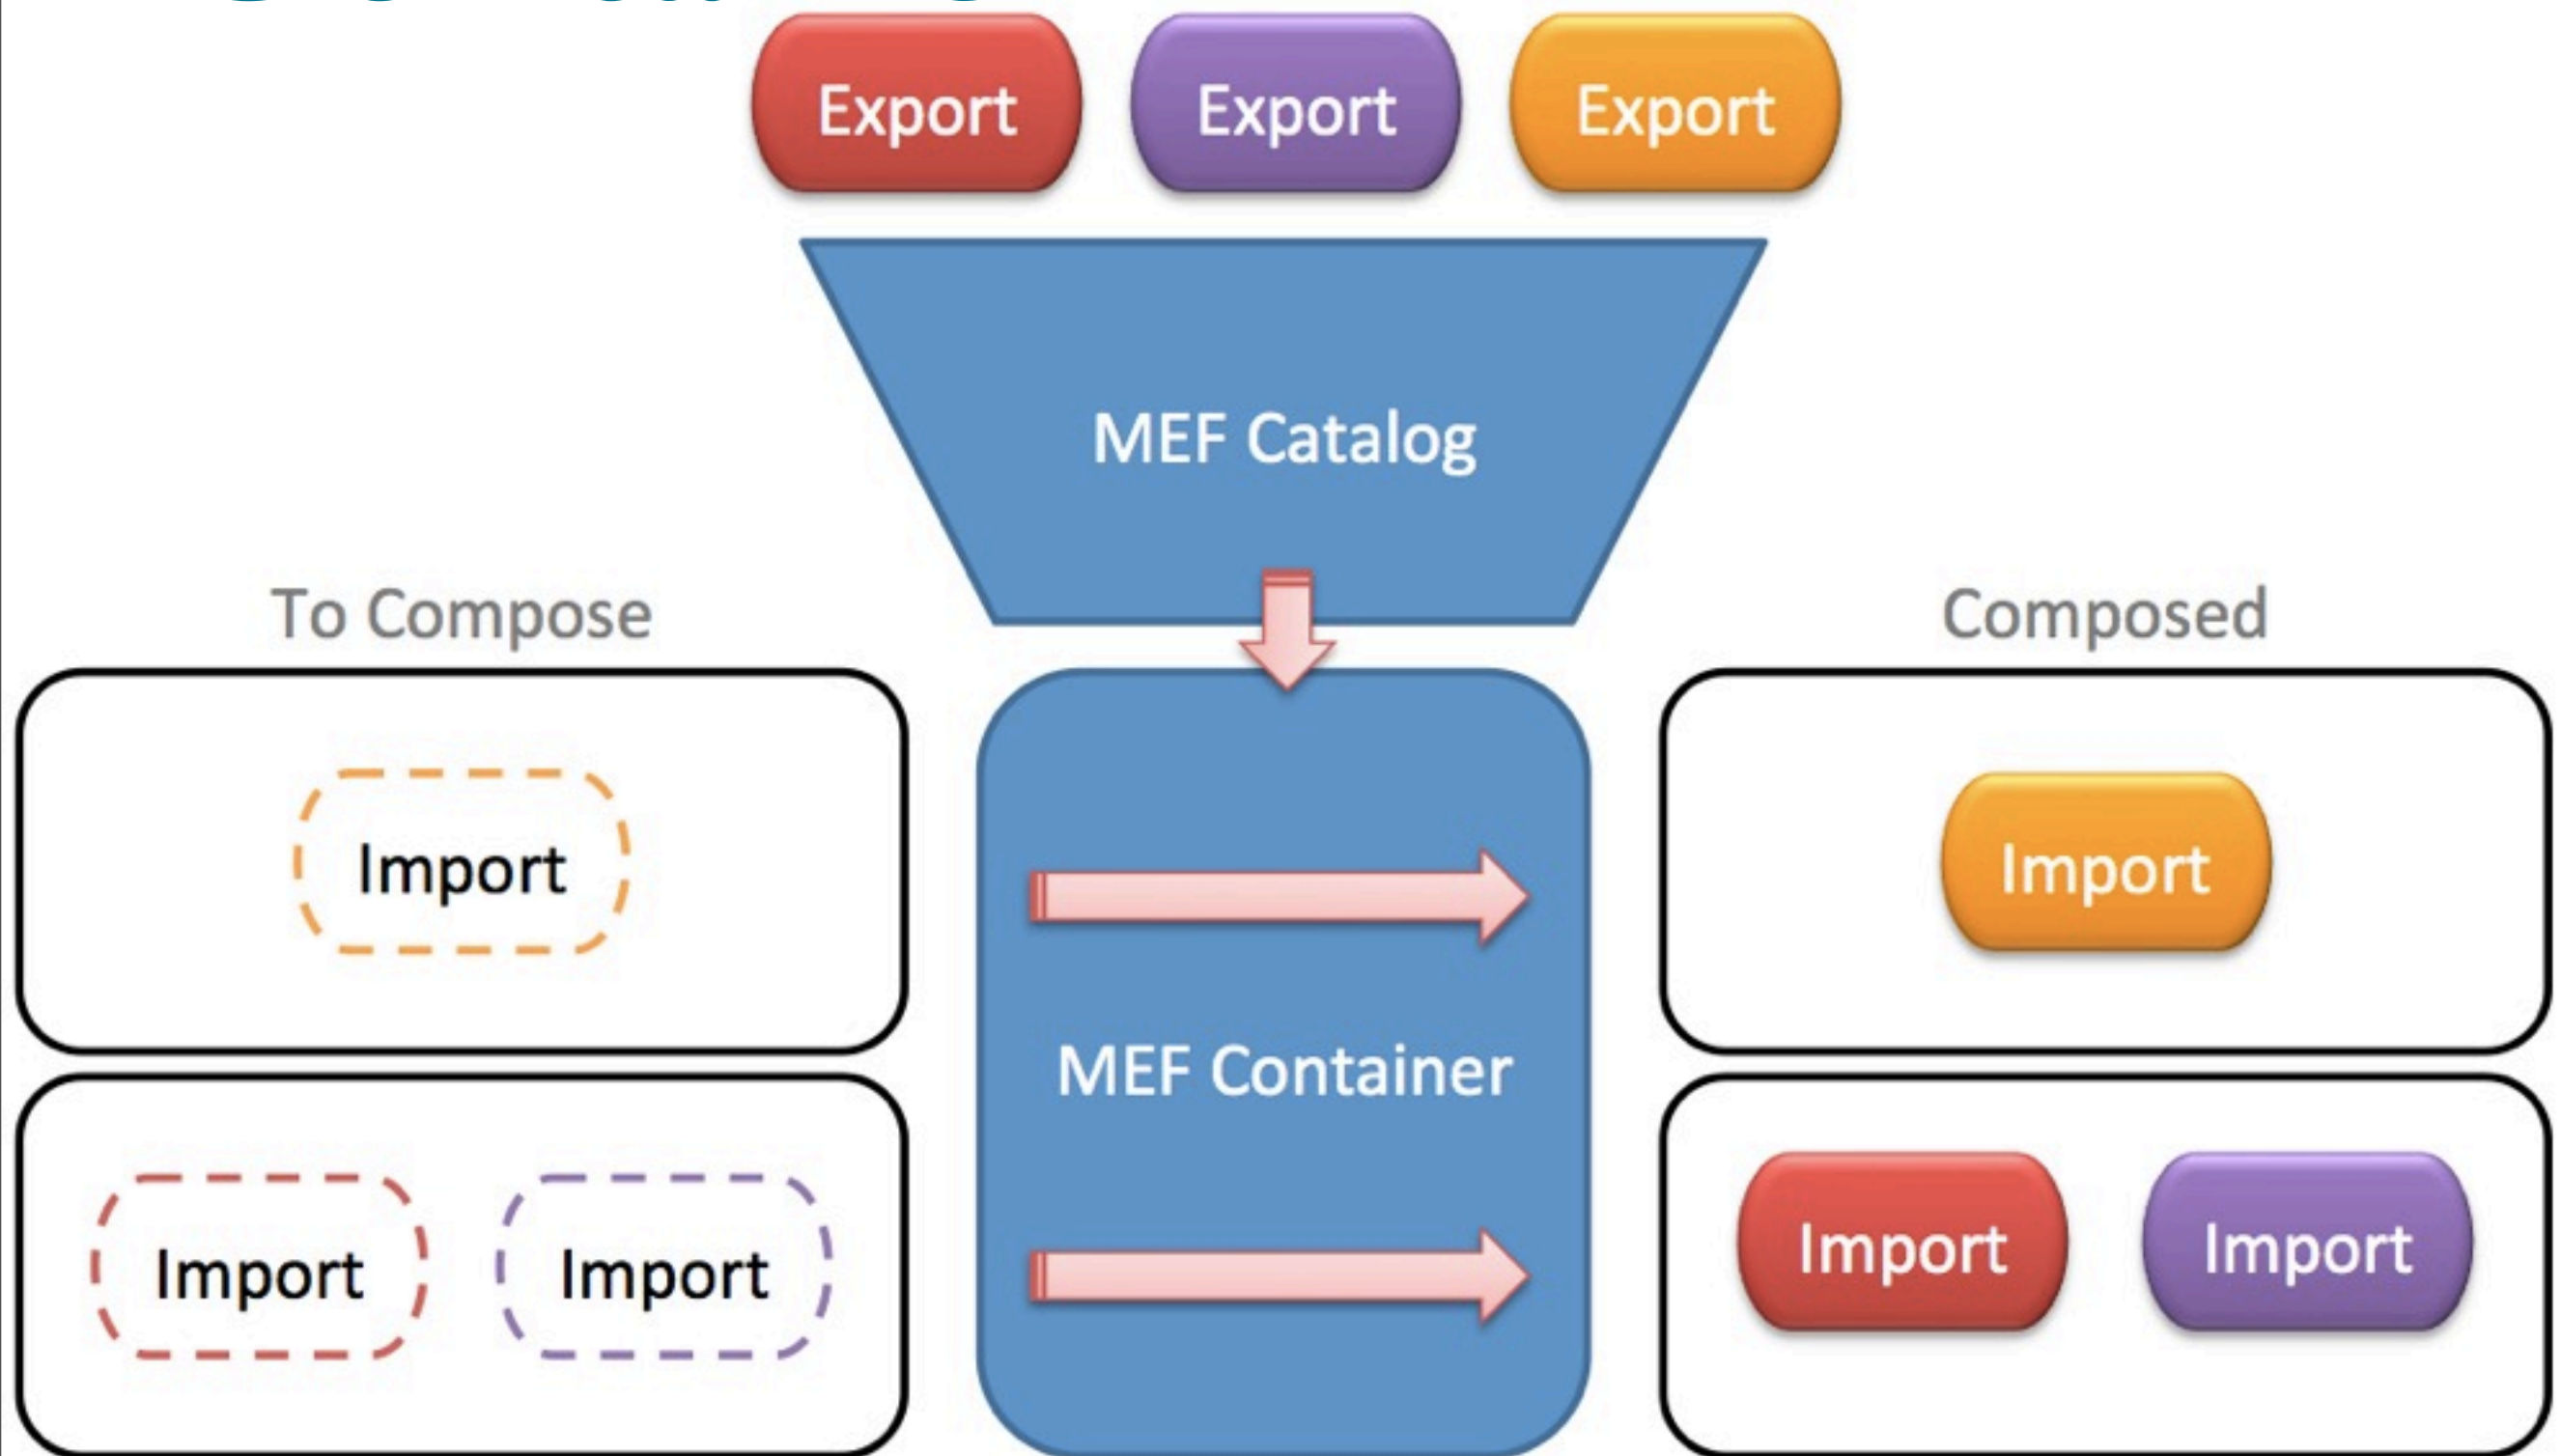 Export Export Export
MEF Catalog
To Compose
Composed
Import
Import
MEF Container
Import Import
Import Import